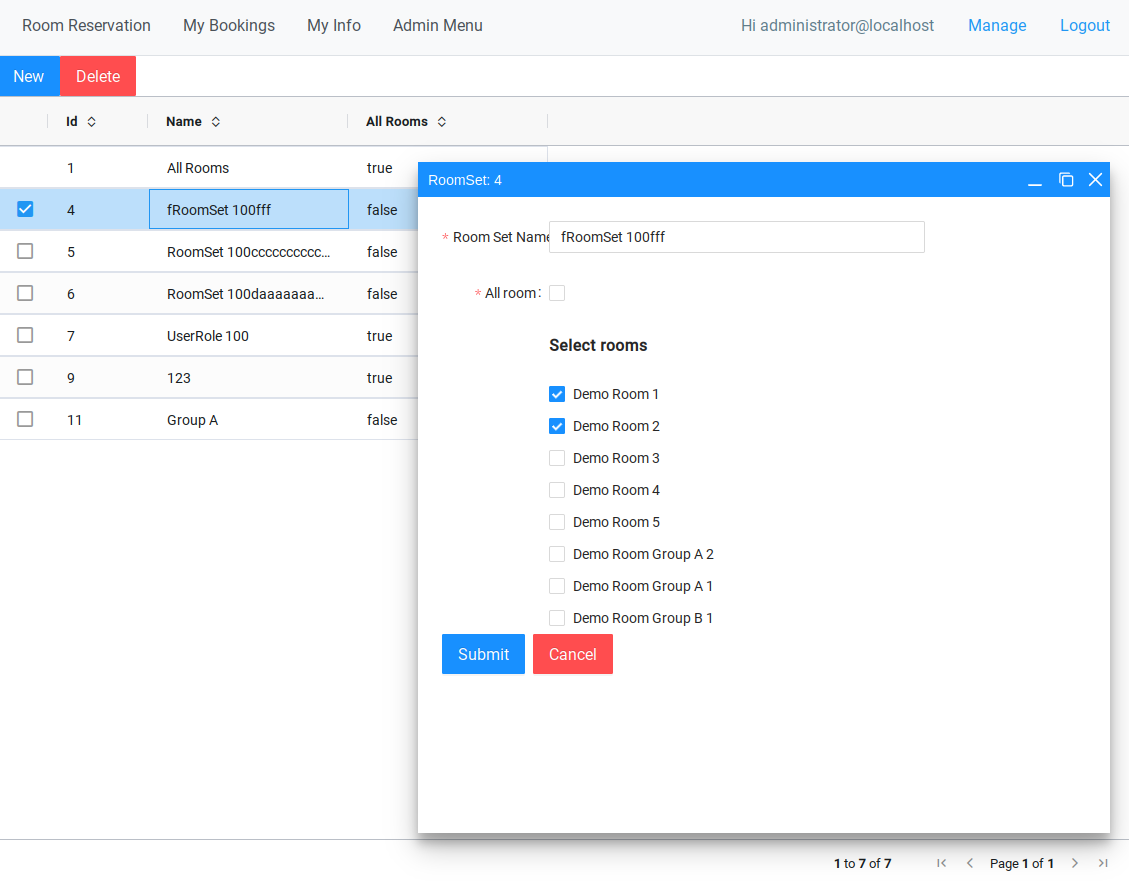 Room Reservation My Bookings My Info Admin Menu Hi administrator@localhost Manage Logout
New Delete
Id Name All Rooms
1 All Rooms true
4 fRoomSet 100fff false
5 RoomSet 100cccccccccc... false
6 RoomSet 100daaaaaaa... false
7 UserRole 100 true
9 123 true
11 Group A false
RoomSet: 4
* Room Set Name fRoomSet 100fff
* All room:
Select rooms
Demo Room 1
Demo Room 2
Demo Room 3
Demo Room 4
Demo Room 5
Demo Room Group A 2
Demo Room Group A 1
Demo Room Group B 1
Submit Cancel
1 to 7 of 7 Page 1 of 1